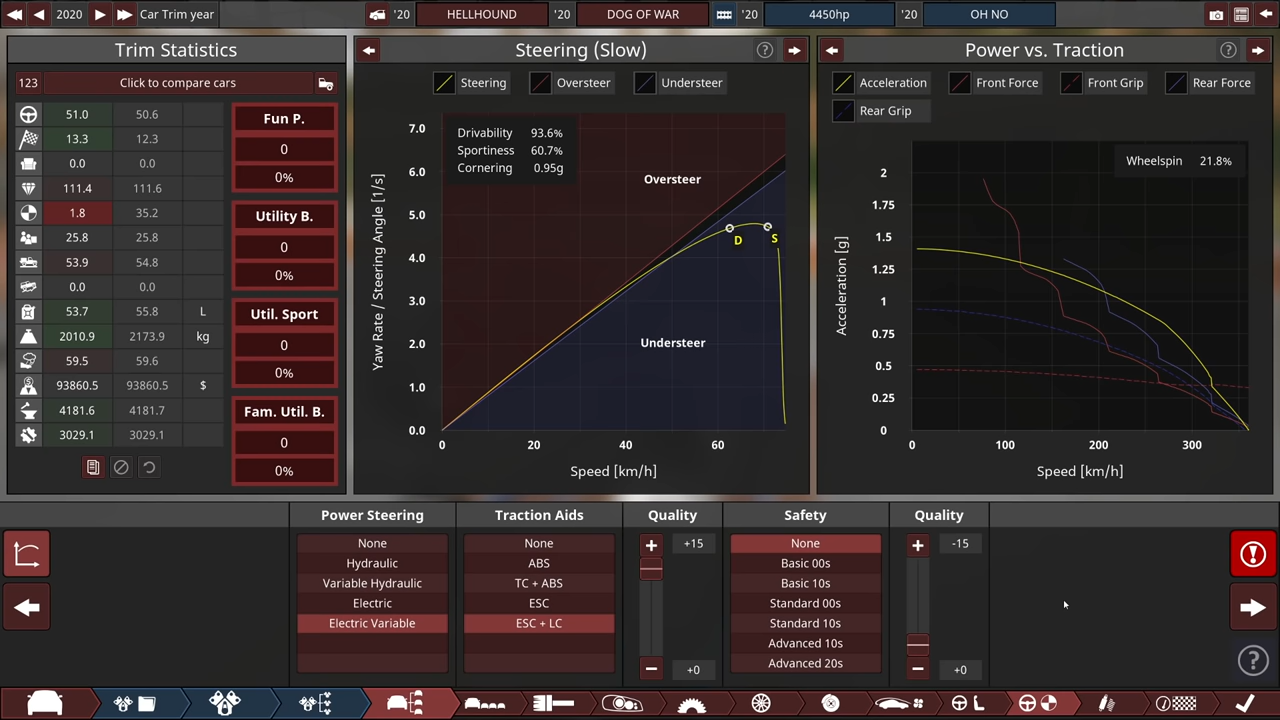 2020 Car Trim year '20 HELLHOUND '20 DOG OF WAR '20 4450hp '20 OH NO
Trim Statistics
123 Click to compare cars
51.0 50.6
13.3 12.3
0.0 0.0
111.4 111.6
1.8 35.2
25.8 25.8
53.9 54.8
0.0 0.0
53.7 55.8 L
2010.9 2173.9 kg
59.5 59.6
93860.5 93860.5 $
4181.6 4181.7
3029.1 3029.1
Fun P.
0
0%
Utility B.
0
0%
Util. Sport
0
0%
Fam. Util. B.
0
0%
Steering (Slow) ?
Steering Oversteer Understeer
Drivability 93.6%
Sportiness 60.7%
Cornering 0.95g
Yaw Rate / Steering Angle [1/s]
7.0
6.0
5.0
4.0
3.0
2.0
1.0
0.0
Oversteer
D S
Understeer
0 20 40 60
Speed [km/h]
Power vs. Traction ?
Acceleration Front Force Front Grip Rear Force
Rear Grip
Wheelspin 21.8%
Acceleration [g]
2
1.75
1.5
1.25
1
0.75
0.5
0.25
0
0 100 200 300
Speed [km/h]
Power Steering
None
Hydraulic
Variable Hydraulic
Electric
Electric Variable
Traction Aids
None
ABS
TC + ABS
ESC
ESC + LC
Quality
+ +15
− +0
Safety
None
Basic 00s
Basic 10s
Standard 00s
Standard 10s
Advanced 10s
Advanced 20s
Quality
+ -15
− +0
!
?